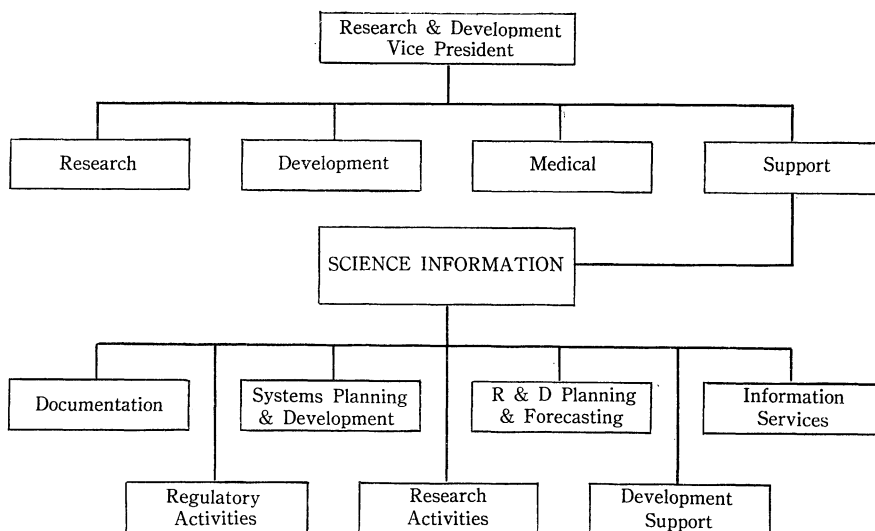 Research & Development
Vice President
Research
Development
Medical
Support
SCIENCE INFORMATION
Documentation
Systems Planning
& Development
R & D Planning
& Forecasting
Information
Services
Regulatory
Activities
Research
Activities
Development
Support